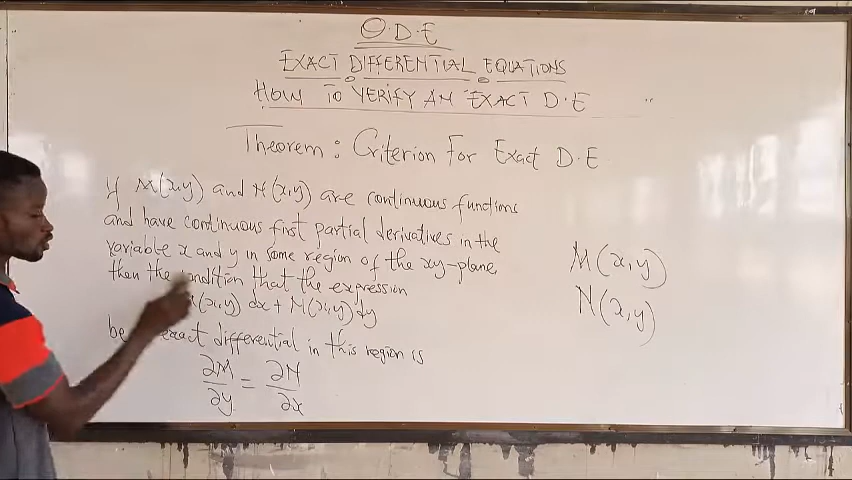 O.D.E
EXACT DIFFERENTIAL EQUATIONS
HOW TO VERIFY AN EXACT D.E
Theorem: Criterion For Exact D.E
If M(x,y) and N(x,y) are continuous functions
and have continuous first partial derivatives in the
variable x and y in some region of the xy-plane,
then the condition that the expression
M(x,y) dx + N(x,y) dy
be exact differential in this region is
∂M/∂y = ∂N/∂x
M(x,y)
N(x,y)